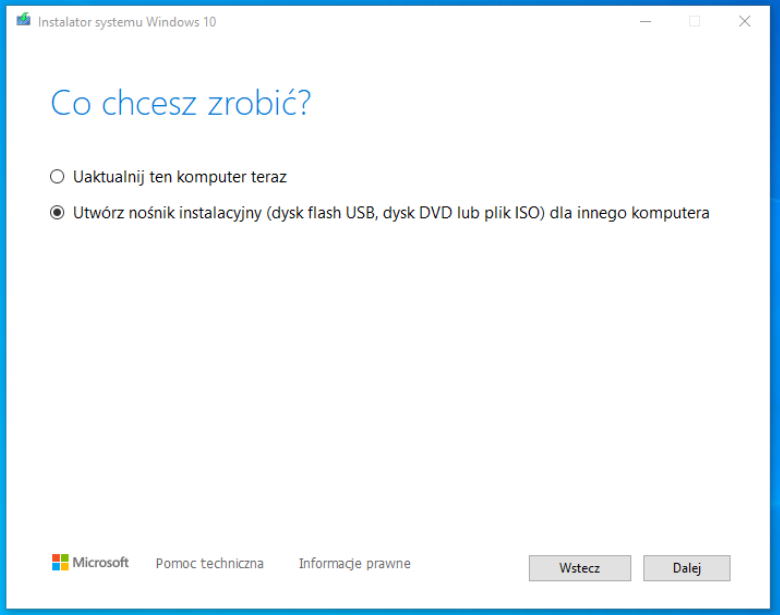 Instalator systemu Windows 10
Co chcesz zrobić?
Uaktualnij ten komputer teraz
Utwórz nośnik instalacyjny (dysk flash USB, dysk DVD lub plik ISO) dla innego komputera
Microsoft Pomoc techniczna Informacje prawne Wstecz Dalej